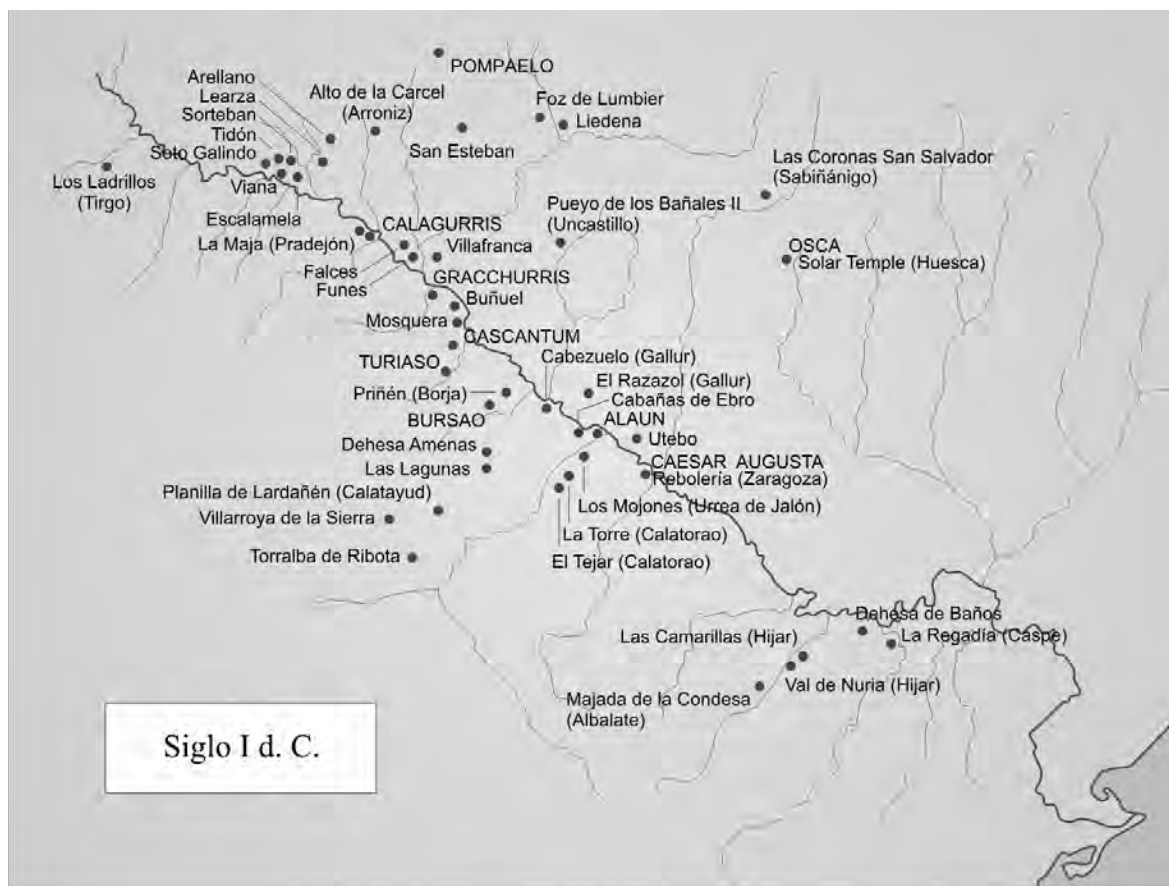 POMPAELO
Arellano
Learza
Sorteban
Tidón
Soto Galindo
Alto de la Carcel
(Arroniz)
Foz de Lumbier
Liedena
San Esteban
Los Ladrillos
(Tirgo)
Viana
Las Coronas San Salvador
(Sabiñánigo)
Escalamela
La Maja (Pradejón)
CALAGURRIS
Villafranca
Pueyo de los Bañales II
(Uncastillo)
OSCA
Solar Temple (Huesca)
Falces
Funes
GRACCHURRIS
Buñuel
Mosquera
CASCANTUM
TURIASO
Cabezuelo (Gallur)
Priñén (Borja)
El Razazol (Gallur)
Cabañas de Ebro
BURSAO
ALAUN
Utebo
Dehesa Amenas
Las Lagunas
CAESAR AUGUSTA
Rebolería (Zaragoza)
Planilla de Lardañén (Calatayud)
Los Mojones (Urrea de Jalón)
Villarroya de la Sierra
La Torre (Calatorao)
Torralba de Ribota
El Tejar (Calatorao)
Dehesa de Baños
Las Camarillas (Hijar)
La Regadía (Caspe)
Val de Nuria (Hijar)
Majada de la Condesa
(Albalate)
Siglo I d. C.